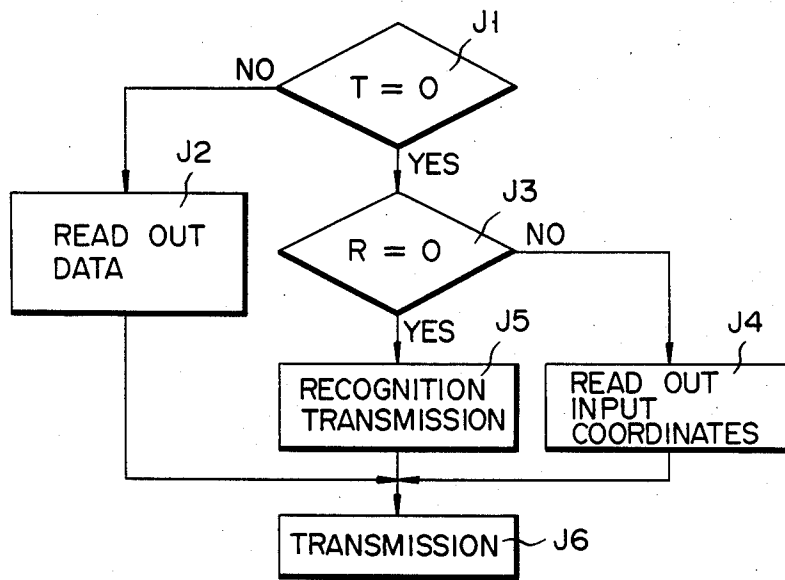 J1
NO
T = 0
YES
J2
J3
READ OUT
DATA
R = 0
NO
YES
J5
J4
RECOGNITION
TRANSMISSION
READ OUT
INPUT
COORDINATES
TRANSMISSION
J6